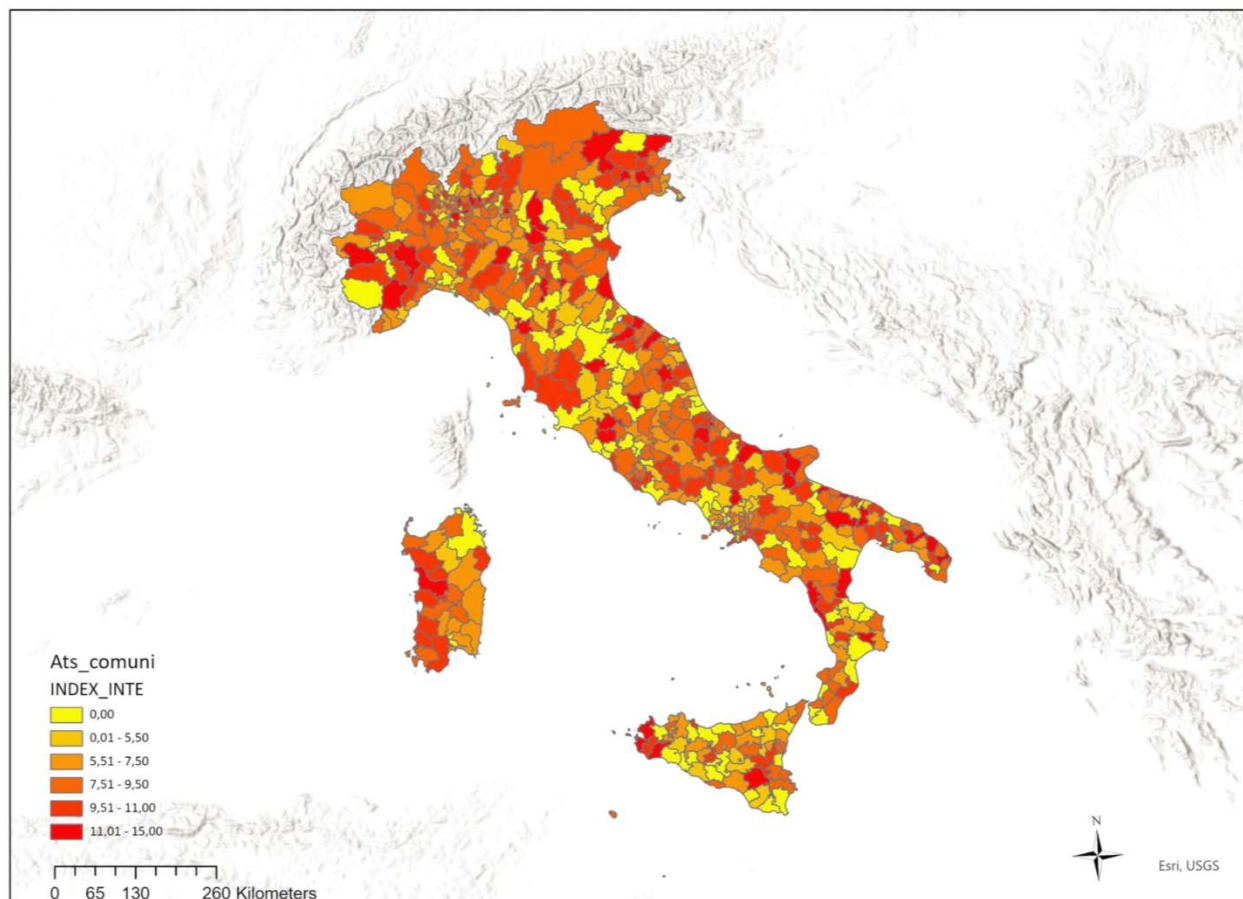 Ats_comuni
INDEX_INTE
0,00
0,01 - 5,50
5,51 - 7,50
7,51 - 9,50
9,51 - 11,00
11,01 - 15,00
0 65 130 260 Kilometers
N
Esri, USGS